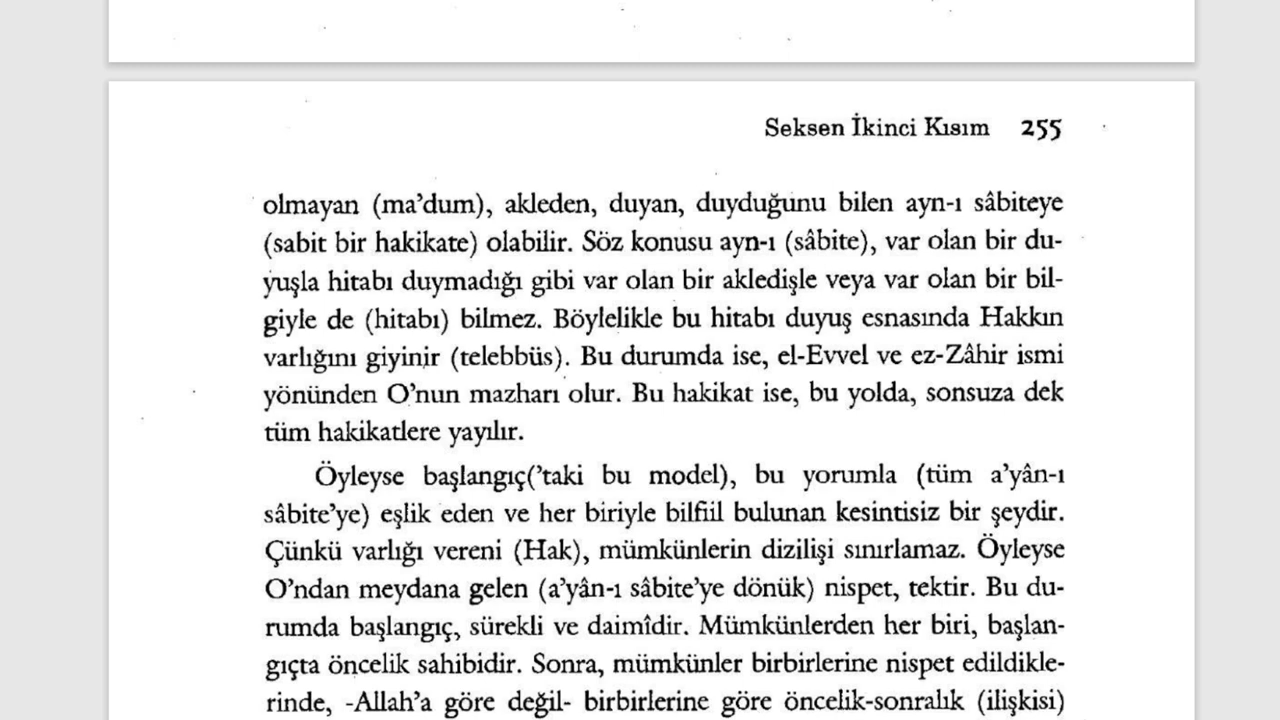 Seksen İkinci Kısım 255
olmayan (ma’dum), akleden, duyan, duyduğunu bilen ayn-ı sâbiteye
(sabit bir hakikate) olabilir. Söz konusu ayn-ı (sâbite), var olan bir du-
yuşla hitabı duymadığı gibi var olan bir akledişle veya var olan bir bil-
giyle de (hitabı) bilmez. Böylelikle bu hitabı duyuş esnasında Hakkın
varlığını giyinir (telebbüs). Bu durumda ise, el-Evvel ve ez-Zâhir ismi
yönünden O’nun mazharı olur. Bu hakikat ise, bu yolda, sonsuza dek
tüm hakikatlere yayılır.
Öyleyse başlangıç(’taki bu model), bu yorumla (tüm a’yân-ı
sâbite’ye) eşlik eden ve her biriyle bilfiil bulunan kesintisiz bir şeydir.
Çünkü varlığı vereni (Hak), mümkünlerin dizilişi sınırlamaz. Öyleyse
O’ndan meydana gelen (a’yân-ı sâbite’ye dönük) nispet, tektir. Bu du-
rumda başlangıç, sürekli ve daimîdir. Mümkünlerden her biri, başlan-
gıçta öncelik sahibidir. Sonra, mümkünler birbirlerine nispet edildikle-
rinde, -Allah’a göre değil- birbirlerine göre öncelik-sonralık (ilişkisi)